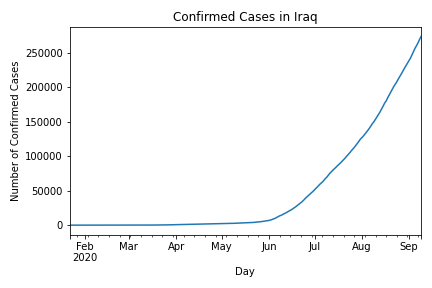 Confirmed Cases in Iraq
Number of Confirmed Cases
250000
200000
150000
100000
50000
0
Feb Mar Apr May Jun Jul Aug Sep
2020
Day